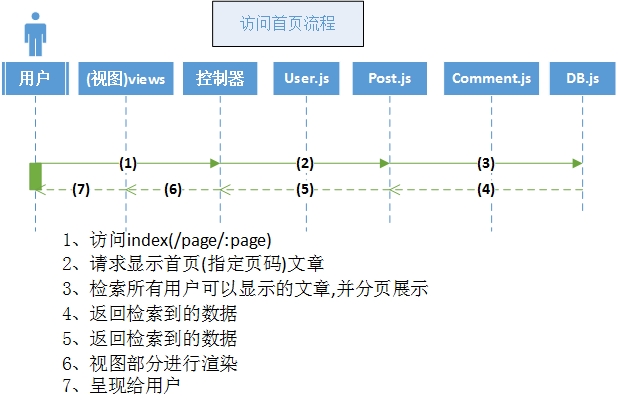 访问首页流程
用户
(视图)views
控制器
User.js
Post.js
Comment.js
DB.js
(1)
(2)
(3)
(7)
(6)
(5)
(4)
1、访问index(/page/:page)
2、请求显示首页(指定页码)文章
3、检索所有用户可以显示的文章,并分页展示
4、返回检索到的数据
5、返回检索到的数据
6、视图部分进行渲染
7、呈现给用户